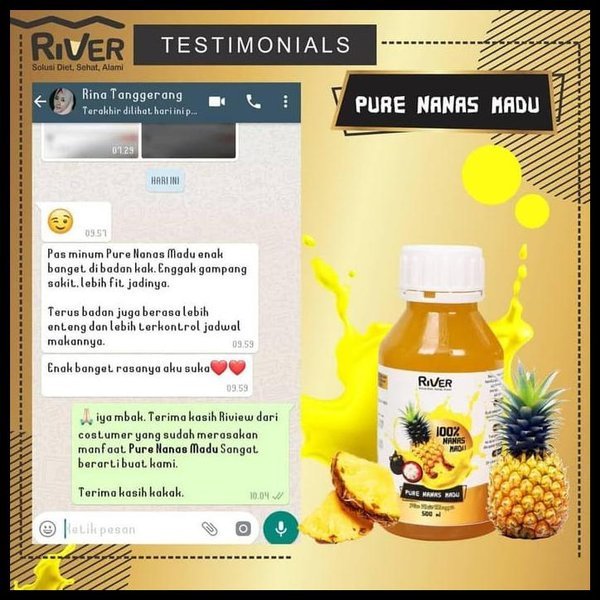 RiVER
Solusi Diet, Sehat, Alami
TESTIMONIALS
PURE NANAS MADU
Rina Tanggerang
Terakhir dilihat hari ini p...
07.29
HARI INI
09.57
Pas minum Pure Nanas Madu enak
banget di badan kak. Enggak gampang
sakit. lebih fit jadinya.
Terus badan juga berasa lebih
enteng dan lebih terkontrol jadwal
makannya.
09.59
Enak banget rasanya aku suka❤❤
09.59
🙏 iya mbak. Terima kasih Riview dari
costumer yang sudah merasakan
manfaat Pure Nanas Madu Sangat
berarti buat kami.
Terima kasih kakak.
10.04
Ketik pesan
RiVER
100%
NANAS
MADU
PURE NANAS MADU
500 ml